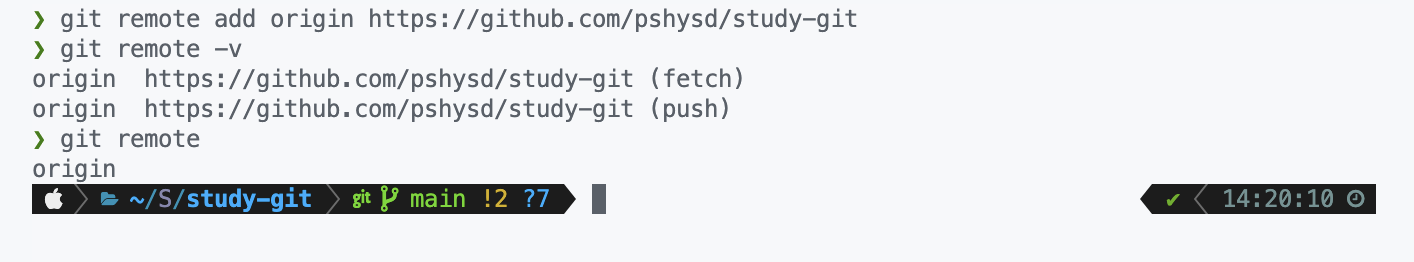 ❯ git remote add origin https://github.com/pshysd/study-git
❯ git remote -v
origin  https://github.com/pshysd/study-git (fetch)
origin  https://github.com/pshysd/study-git (push)
❯ git remote
origin
~/S/study-git git main !2 ?7 ✔ 14:20:10